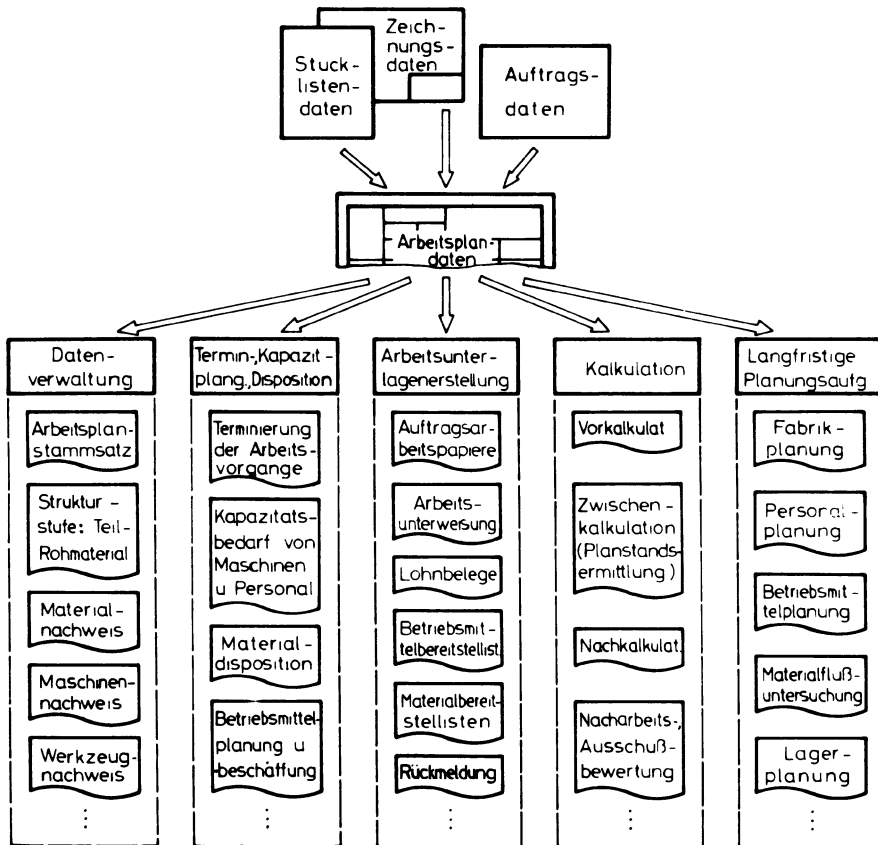 Zeich-
nungs-
daten
Stuck-
listen-
daten
Auftrags-
daten
Arbeitsplan-
daten
Daten-
verwaltung
Arbeitsplan-
stammsatz
Struktur -
stufe: Teil-
Rohmaterial
Material-
nachweis
Maschinen-
nachweis
Werkzeug-
nachweis
Termin-, Kapazit-
plang., Disposition
Terminierung
der Arbeits-
vorgange
Kapazitats-
bedarf von
Maschinen
u Personal
Material-
disposition
Betriebsmittel-
planung u
-beschaffung
Arbeitsunter-
lagenerstellung
Auftragsar-
beitspapiere
Arbeits-
unterweisung
Lohnbelege
Betriebsmit-
telbereitstellist.
Materialbereit-
stellisten
Rückmeldung
Kalkulation
Vorkalkulat
Zwischen-
kalkulation
(Planstands-
ermittlung)
Nachkalkulat.
Nacharbeits-,
Ausschuß-
bewertung
Langfristige
Planungsaufg
Fabrik-
planung
Personal-
planung
Betriebsmit-
telplanung
Materialfluß-
untersuchung
Lager-
planung